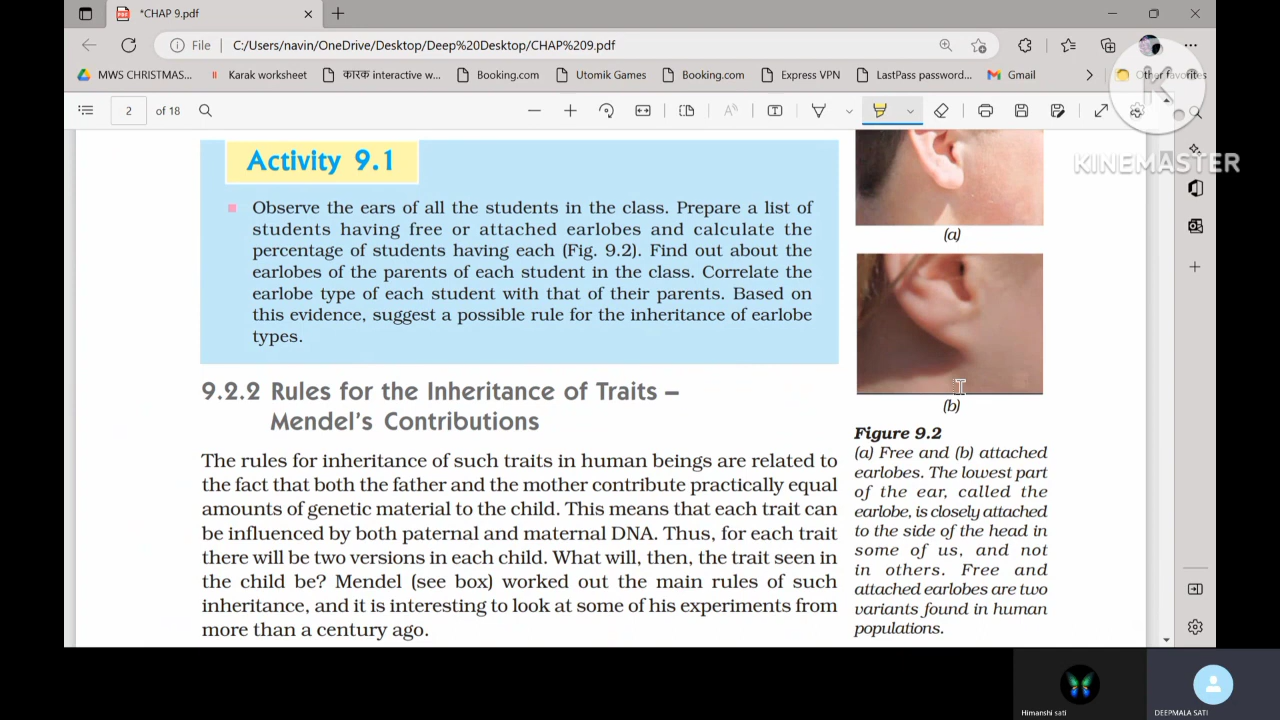 *CHAP 9.pdf
File
C:/Users/navin/OneDrive/Desktop/Deep%20Desktop/CHAP%209.pdf
MWS CHRISTMAS...
Karak worksheet
कारक interactive w...
Booking.com
Utomik Games
Booking.com
Express VPN
LastPass password...
Gmail
Other favorites
2 of 18
K
KINEMASTER
Activity 9.1
Observe the ears of all the students in the class. Prepare a list of
students having free or attached earlobes and calculate the
percentage of students having each (Fig. 9.2). Find out about the
earlobes of the parents of each student in the class. Correlate the
earlobe type of each student with that of their parents. Based on
this evidence, suggest a possible rule for the inheritance of earlobe
types.
9.2.2 Rules for the Inheritance of Traits –
Mendel's Contributions
The rules for inheritance of such traits in human beings are related to
the fact that both the father and the mother contribute practically equal
amounts of genetic material to the child. This means that each trait can
be influenced by both paternal and maternal DNA. Thus, for each trait
there will be two versions in each child. What will, then, the trait seen in
the child be? Mendel (see box) worked out the main rules of such
inheritance, and it is interesting to look at some of his experiments from
more than a century ago.
(a)
(b)
Figure 9.2
(a) Free and (b) attached
earlobes. The lowest part
of the ear, called the
earlobe, is closely attached
to the side of the head in
some of us, and not
in others. Free and
attached earlobes are two
variants found in human
populations.
Himanshi sati
DEEPMALA SATI